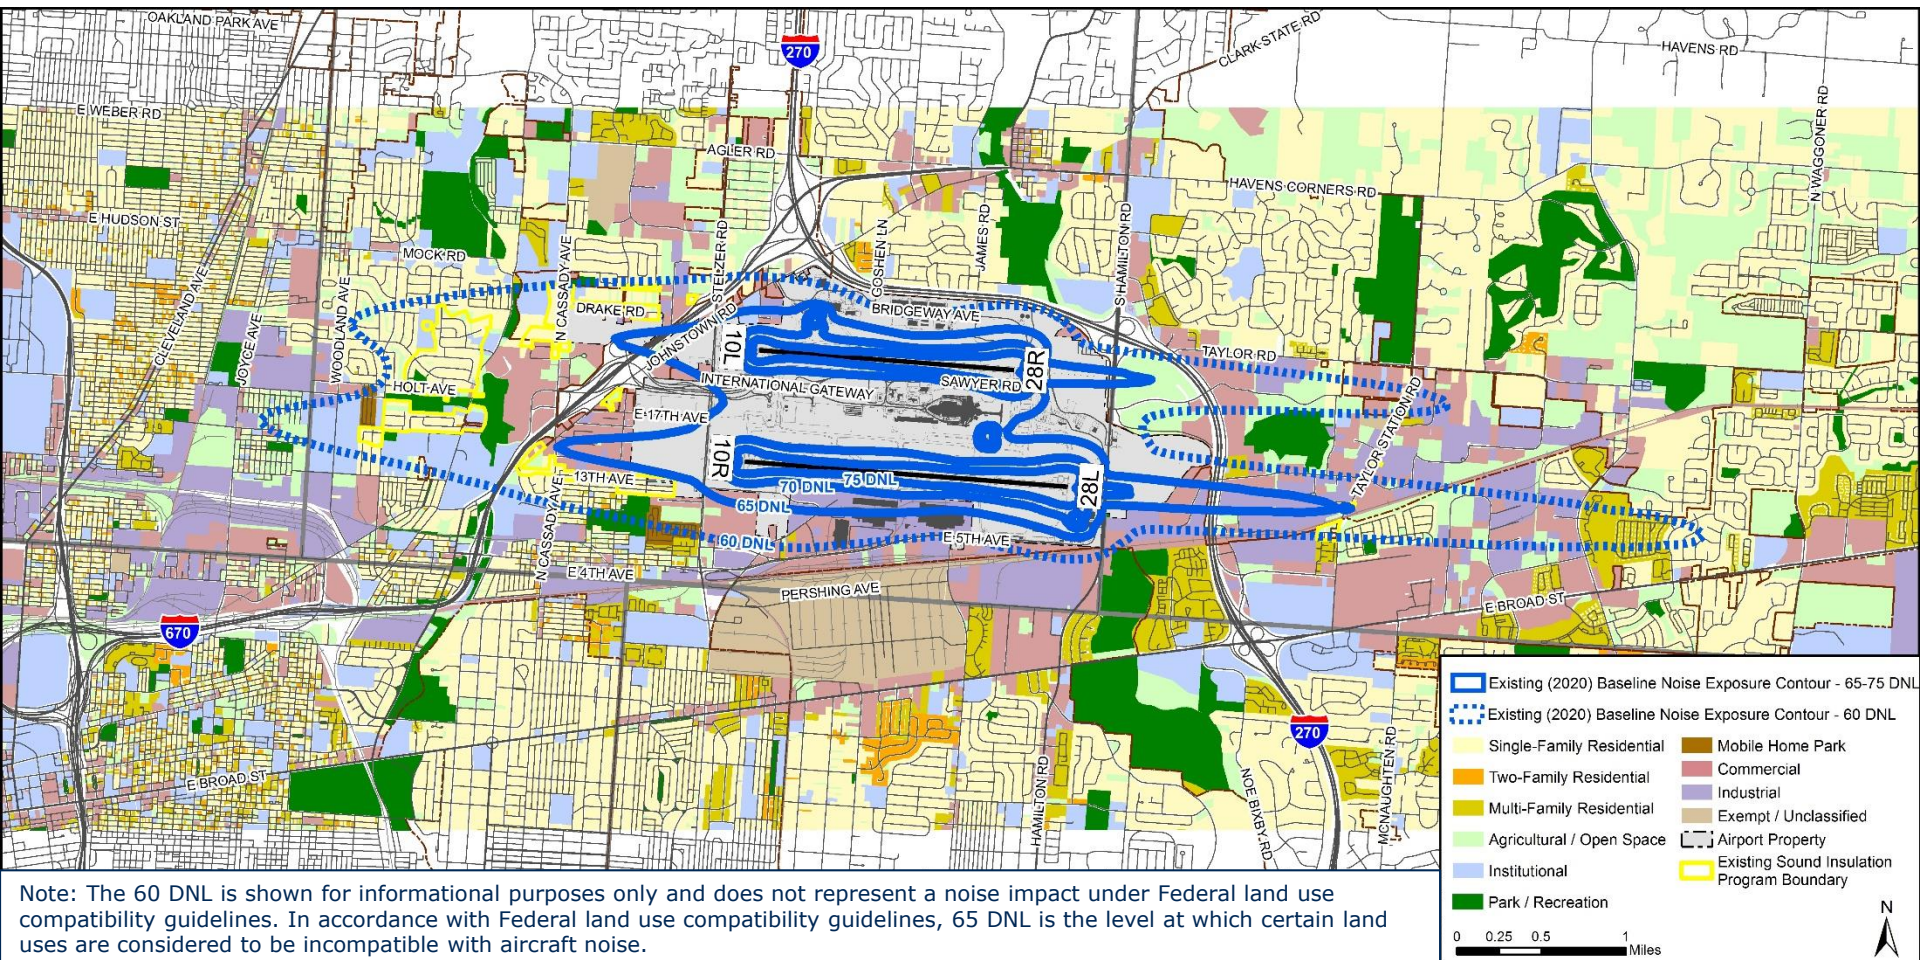 OAKLAND PARK AVE
270
CLARK STATE RD
HAVENS RD
E WEBER RD
N WAGGONER RD
AGLER RD
HAVENS CORNERS RD
E HUDSON ST
MOCK RD
N CASSADY AVE
STELZER RD
GOSHEN LN
JAMES RD
S HAMILTON RD
CLEVELAND AVE
JOYCE AVE
WOODLAND AVE
DRAKE RD
JOHNSTOWN RD
BRIDGEWAY AVE
TAYLOR RD
10L
28R
HOLT AVE
INTERNATIONAL GATEWAY
SAWYER RD
E 17TH AVE
TAYLOR STATION RD
10R
28L
13TH AVE
70 DNL
75 DNL
65 DNL
60 DNL
E 5TH AVE
N CASSADY AVE
E 4TH AVE
PERSHING AVE
E BROAD ST
670
270
E BROAD ST
HAMILTON RD
NOE BIXBY RD
MCNAUGHTEN RD
Existing (2020) Baseline Noise Exposure Contour - 65-75 DNL
Existing (2020) Baseline Noise Exposure Contour - 60 DNL
Single-Family Residential
Two-Family Residential
Multi-Family Residential
Agricultural / Open Space
Institutional
Park / Recreation
Mobile Home Park
Commercial
Industrial
Exempt / Unclassified
Airport Property
Existing Sound Insulation
Program Boundary
0 0.25 0.5 1
Miles
N
Note: The 60 DNL is shown for informational purposes only and does not represent a noise impact under Federal land use
compatibility guidelines. In accordance with Federal land use compatibility guidelines, 65 DNL is the level at which certain land
uses are considered to be incompatible with aircraft noise.